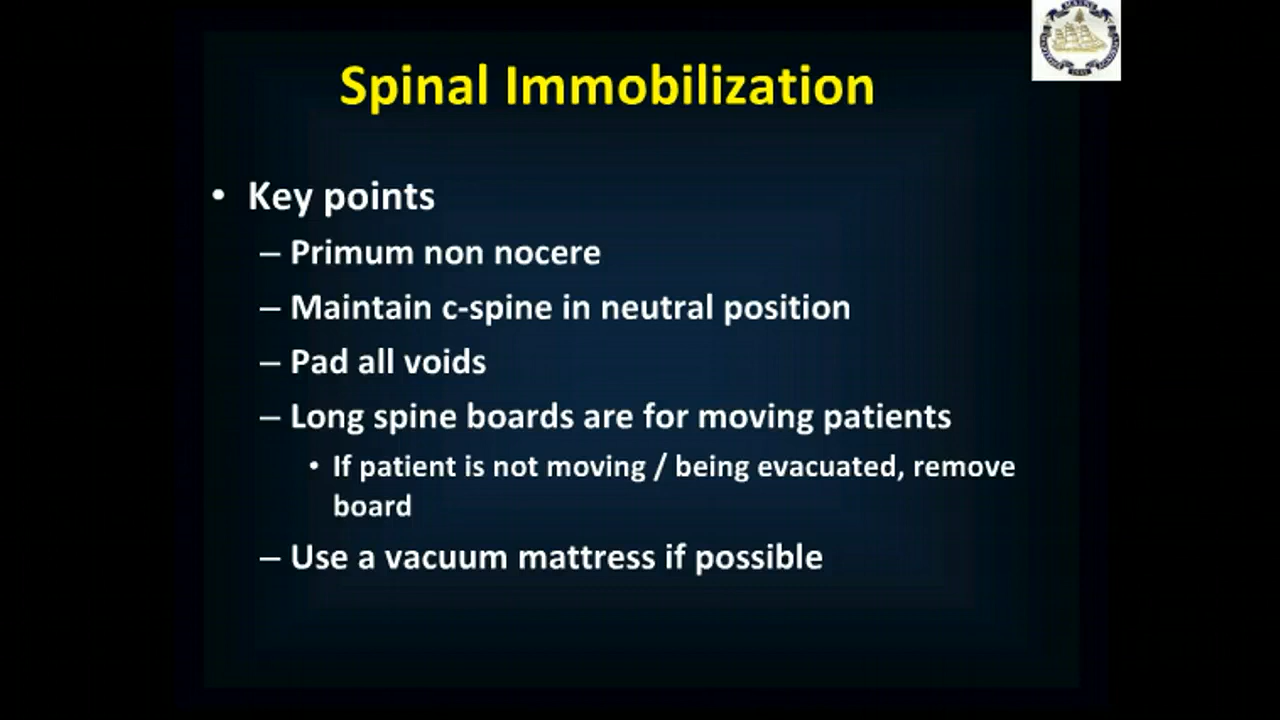 Spinal Immobilization
• Key points
– Primum non nocere
– Maintain c-spine in neutral position
– Pad all voids
– Long spine boards are for moving patients
• If patient is not moving / being evacuated, remove
board
– Use a vacuum mattress if possible